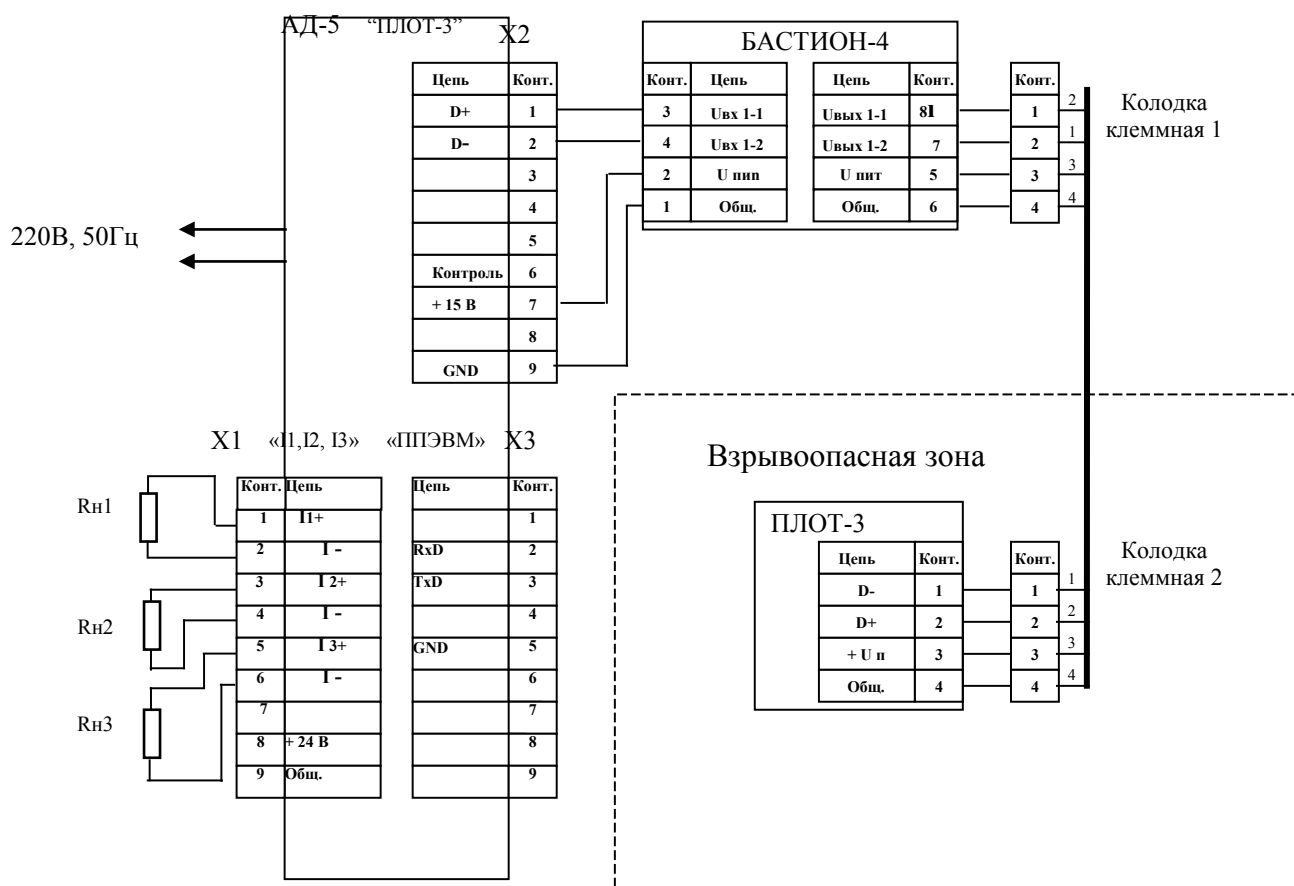 АД-5 “ПЛОТ-3” X2
БАСТИОН-4
Цепь Конт.
D+ 1
D- 2
3
4
5
Контроль 6
+ 15 В 7
8
GND 9
Конт. Цепь
3 Uвх 1-1
4 Uвх 1-2
2 U пип
1 Общ.
Цепь Конт.
Uвых 1-1 8I
Uвых 1-2 7
U пит 5
Общ. 6
Конт.
1 2
2 1
3 3
4 4
Колодка
клеммная 1
220В, 50Гц
X1 «I1,I2, I3» «ППЭВМ» X3
Rн1
Rн2
Rн3
Конт. Цепь
1 I1+
2 I -
3 I 2+
4 I -
5 I 3+
6 I -
7
8 + 24 В
9 Общ.
Цепь Конт.
1
RxD 2
TxD 3
4
GND 5
6
7
8
9
Взрывоопасная зона
ПЛОТ-3
Цепь Конт.
D- 1
D+ 2
+ U п 3
Общ. 4
Конт.
1 1
2 2
3 3
4 4
Колодка
клеммная 2